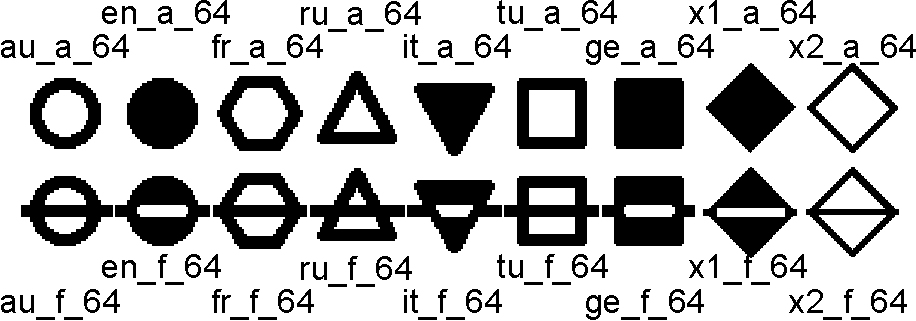 en_a_64 ru_a_64 tu_a_64 x1_a_64
au_a_64 fr_a_64 it_a_64 ge_a_64 x2_a_64
en_f_64 ru_f_64 tu_f_64 x1_f_64
au_f_64 fr_f_64 it_f_64 ge_f_64 x2_f_64